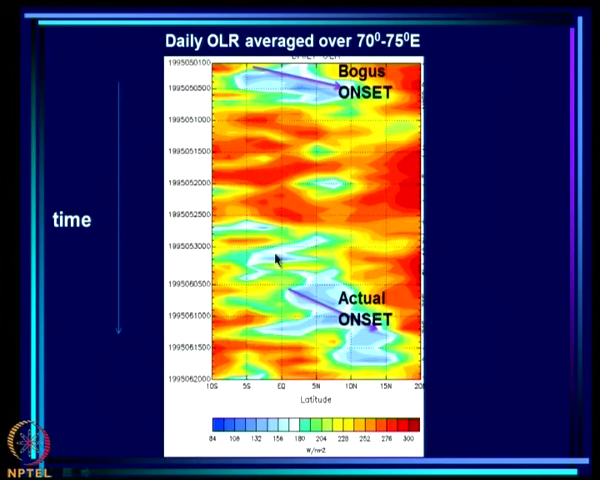 Daily OLR averaged over 70⁰-75⁰E
1995050100
Bogus
ONSET
1995050500
1995051000
1995051500
1995052000
1995052500
time
1995053000
1995060500
Actual
ONSET
1995061000
1995061500
1995062000
10S 5S EQ 5N 10N 15N 20
Latitude
84 108 132 156 180 204 228 252 276 300
W/m2
NPTEL